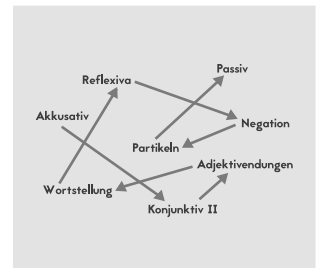 Passiv
Reflexiva
Akkusativ
Negation
Partikeln
Adjektivendungen
Wortstellung
Konjunktiv II